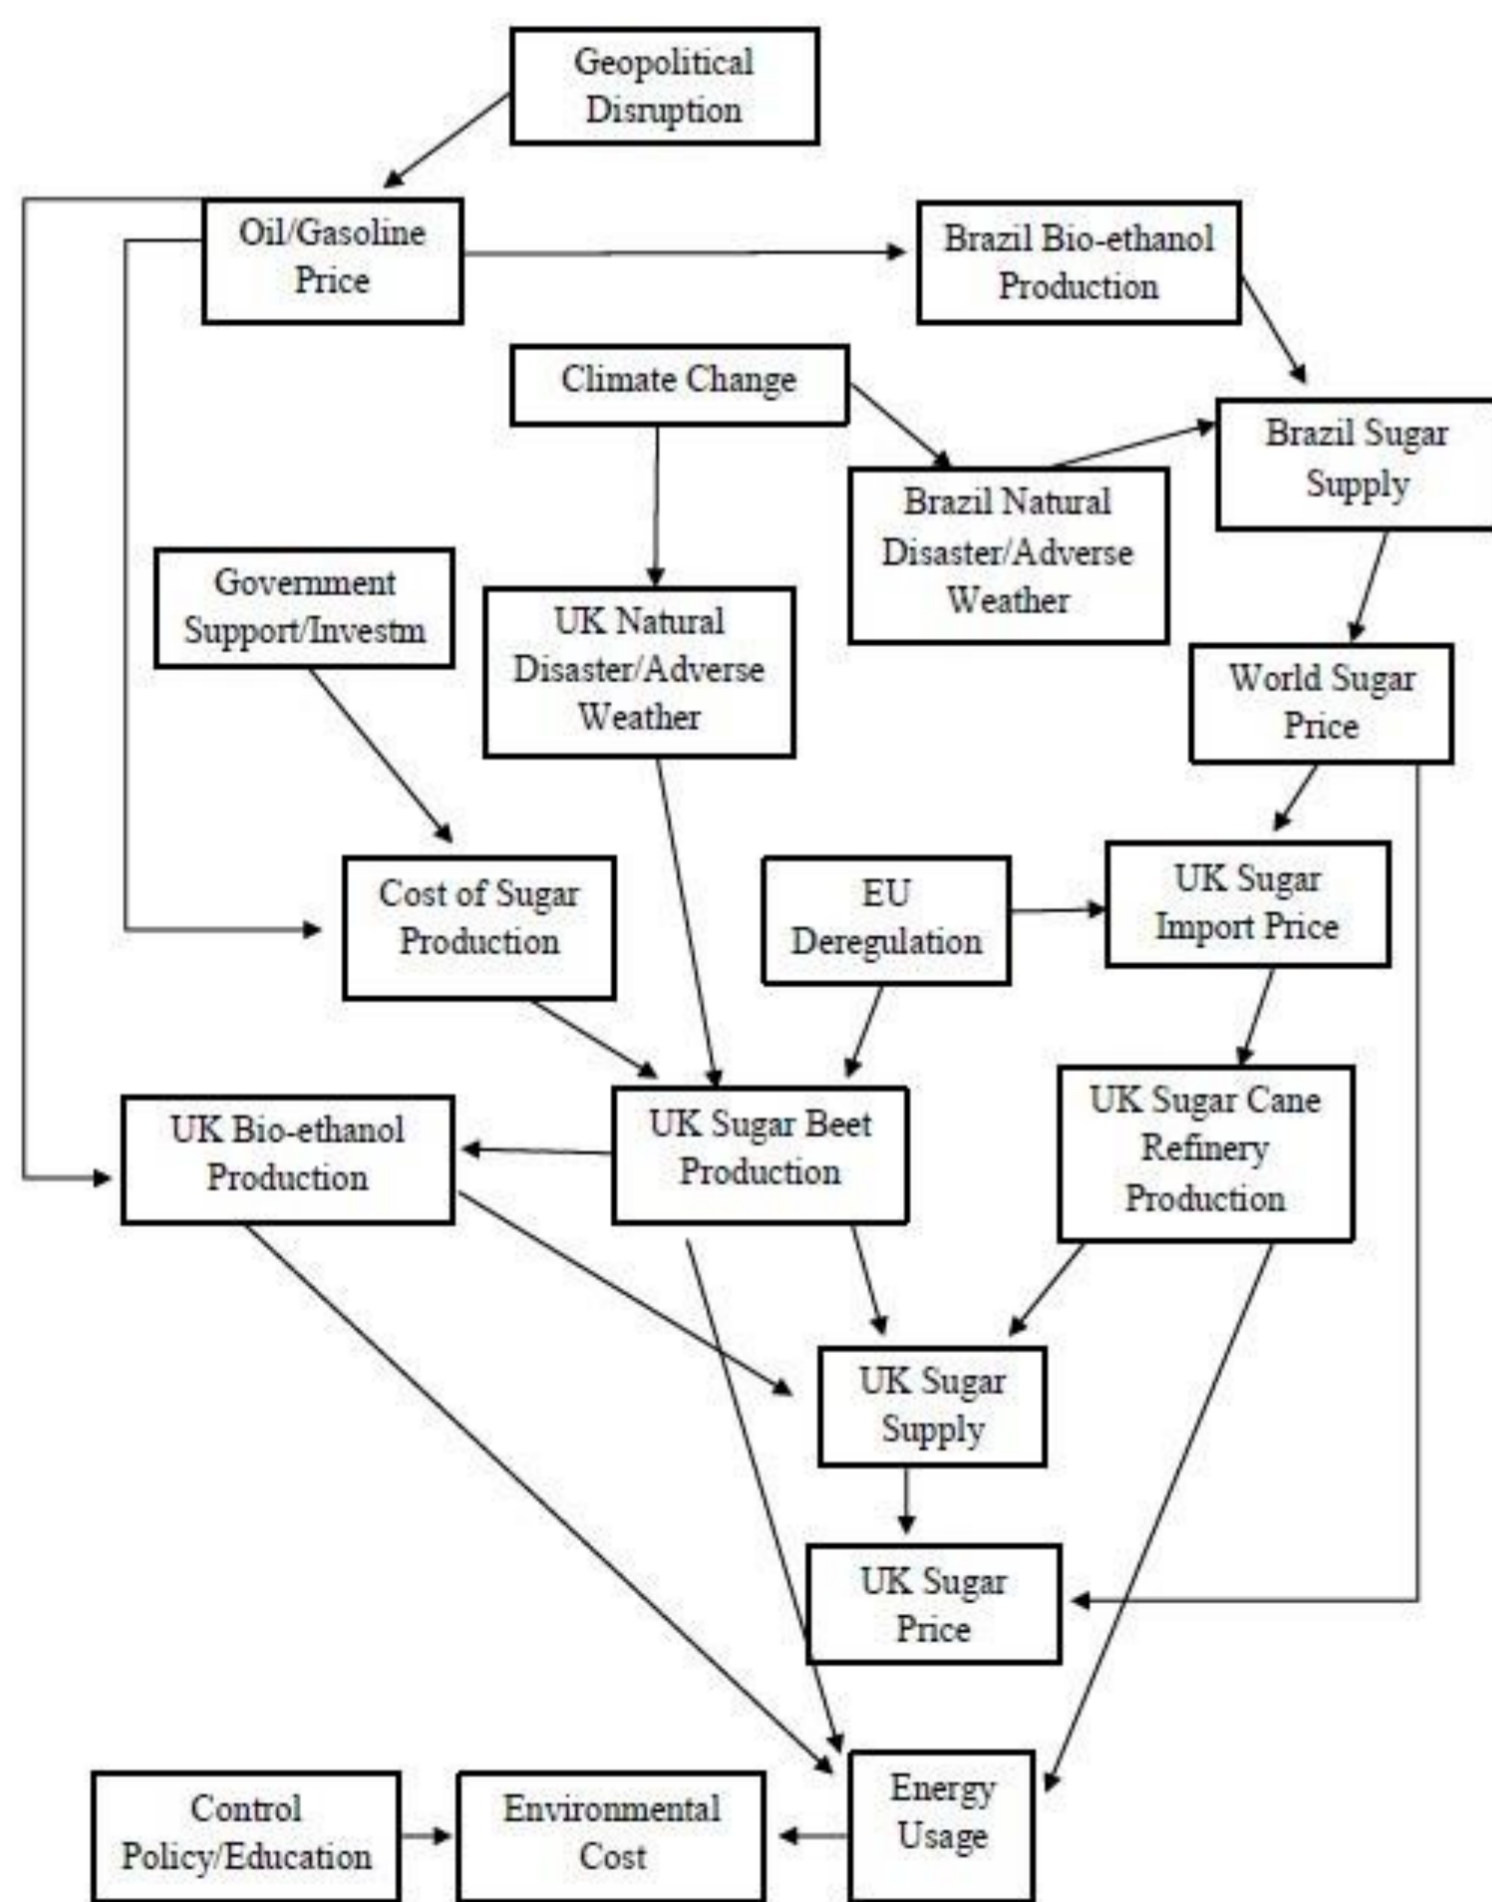 Geopolitical
Disruption
Oil/Gasoline
Price
Brazil Bio-ethanol
Production
Climate Change
Brazil Sugar
Supply
Brazil Natural
Disaster/Adverse
Weather
Government
Support/Investm
UK Natural
Disaster/Adverse
Weather
World Sugar
Price
Cost of Sugar
Production
EU
Deregulation
UK Sugar
Import Price
UK Bio-ethanol
Production
UK Sugar Beet
Production
UK Sugar Cane
Refinery
Production
UK Sugar
Supply
UK Sugar
Price
Control
Policy/Education
Environmental
Cost
Energy
Usage